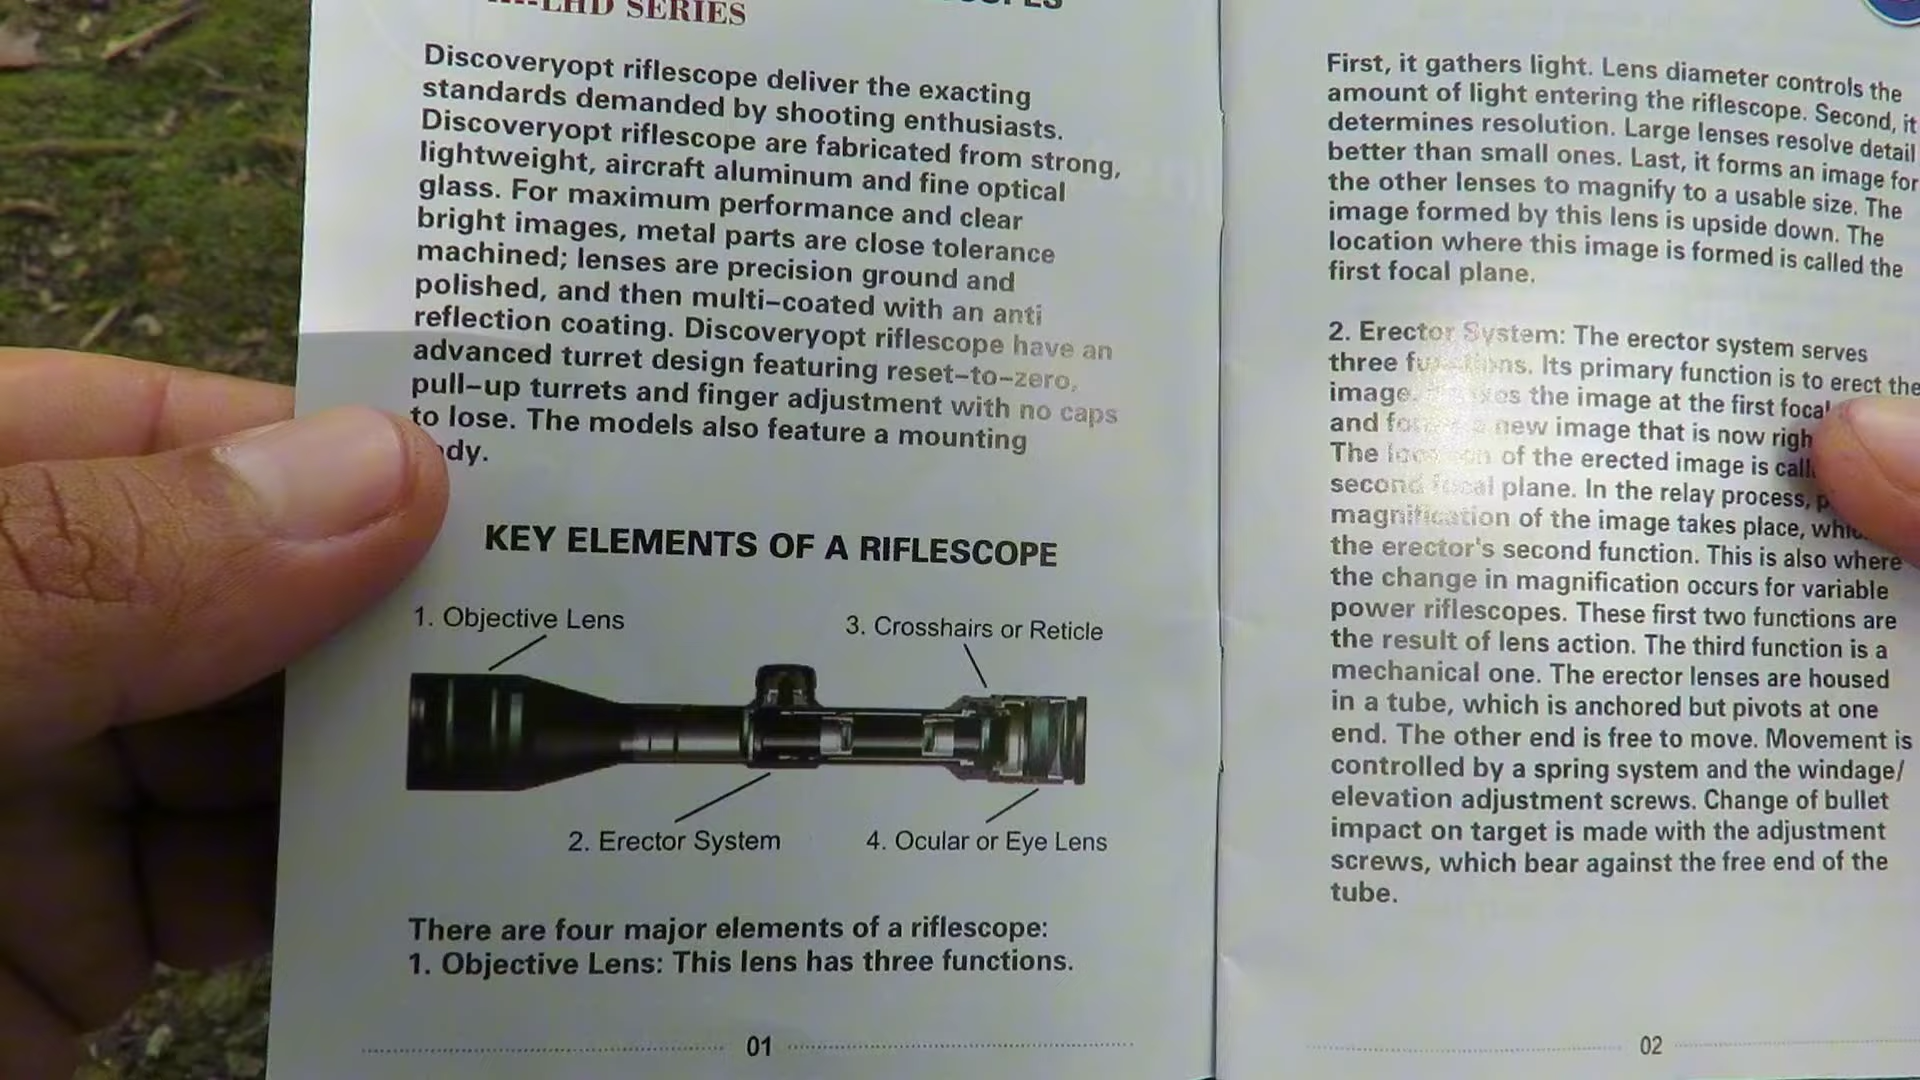 SERIES
Discoveryopt riflescope deliver the exacting
standards demanded by shooting enthusiasts.
Discoveryopt riflescope are fabricated from strong,
lightweight, aircraft aluminum and fine optical
glass. For maximum performance and clear
bright images, metal parts are close tolerance
machined; lenses are precision ground and
polished, and then multi-coated with an anti
reflection coating. Discoveryopt riflescope have an
advanced turret design featuring reset-to-zero,
pull-up turrets and finger adjustment with no caps
to lose. The models also feature a mounting
KEY ELEMENTS OF A RIFLESCOPE
1. Objective Lens
3. Crosshairs or Reticle
2. Erector System
4. Ocular or Eye Lens
There are four major elements of a riflescope:
1. Objective Lens: This lens has three functions.
01
First, it gathers light. Lens diameter controls the
amount of light entering the riflescope. Second, it
determines resolution. Large lenses resolve detail
better than small ones. Last, it forms an image for
the other lenses to magnify to a usable size. The
image formed by this lens is upside down. The
location where this image is formed is called the
first focal plane.
2. Erector System: The erector system serves
three Its primary function is to erect the
image. the image at the first focal
and new image that is now
The of the erected image is
second focal plane. In the relay process,
magnification of the image takes place,
the erector's second function. This is also where
the change in magnification occurs for variable
power riflescopes. These first two functions are
the result of lens action. The third function is a
mechanical one. The erector lenses are housed
in a tube, which is anchored but pivots at one
end. The other end is free to move. Movement is
controlled by a spring system and the windage/
elevation adjustment screws. Change of bullet
impact on target is made with the adjustment
screws, which bear against the free end of the
tube.
02